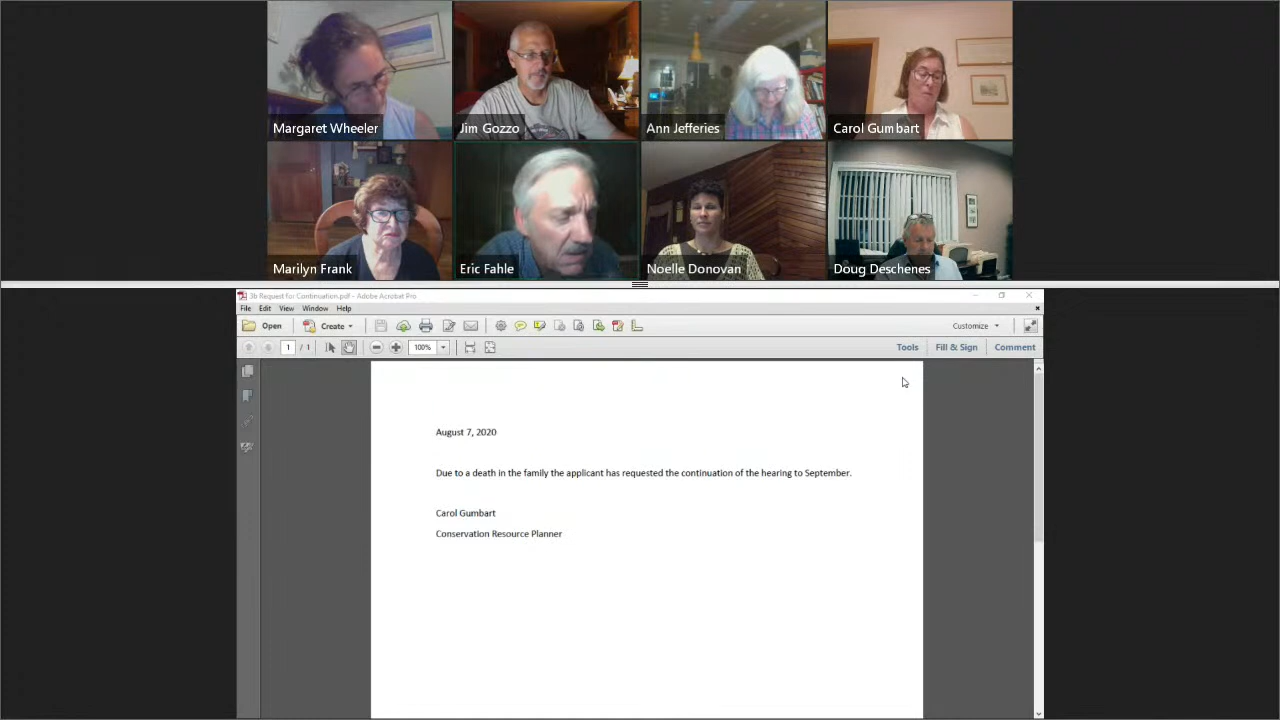 Margaret Wheeler
Jim Gozzo
Ann Jefferies
Carol Gumbart
Marilyn Frank
Eric Fahle
Noelle Donovan
Doug Deschenes
3b Request for Continuation.pdf - Adobe Acrobat Pro
File Edit View Window Help
Open Create Customize
1 / 1 100% Tools Fill & Sign Comment
August 7, 2020
Due to a death in the family the applicant has requested the continuation of the hearing to September.
Carol Gumbart
Conservation Resource Planner